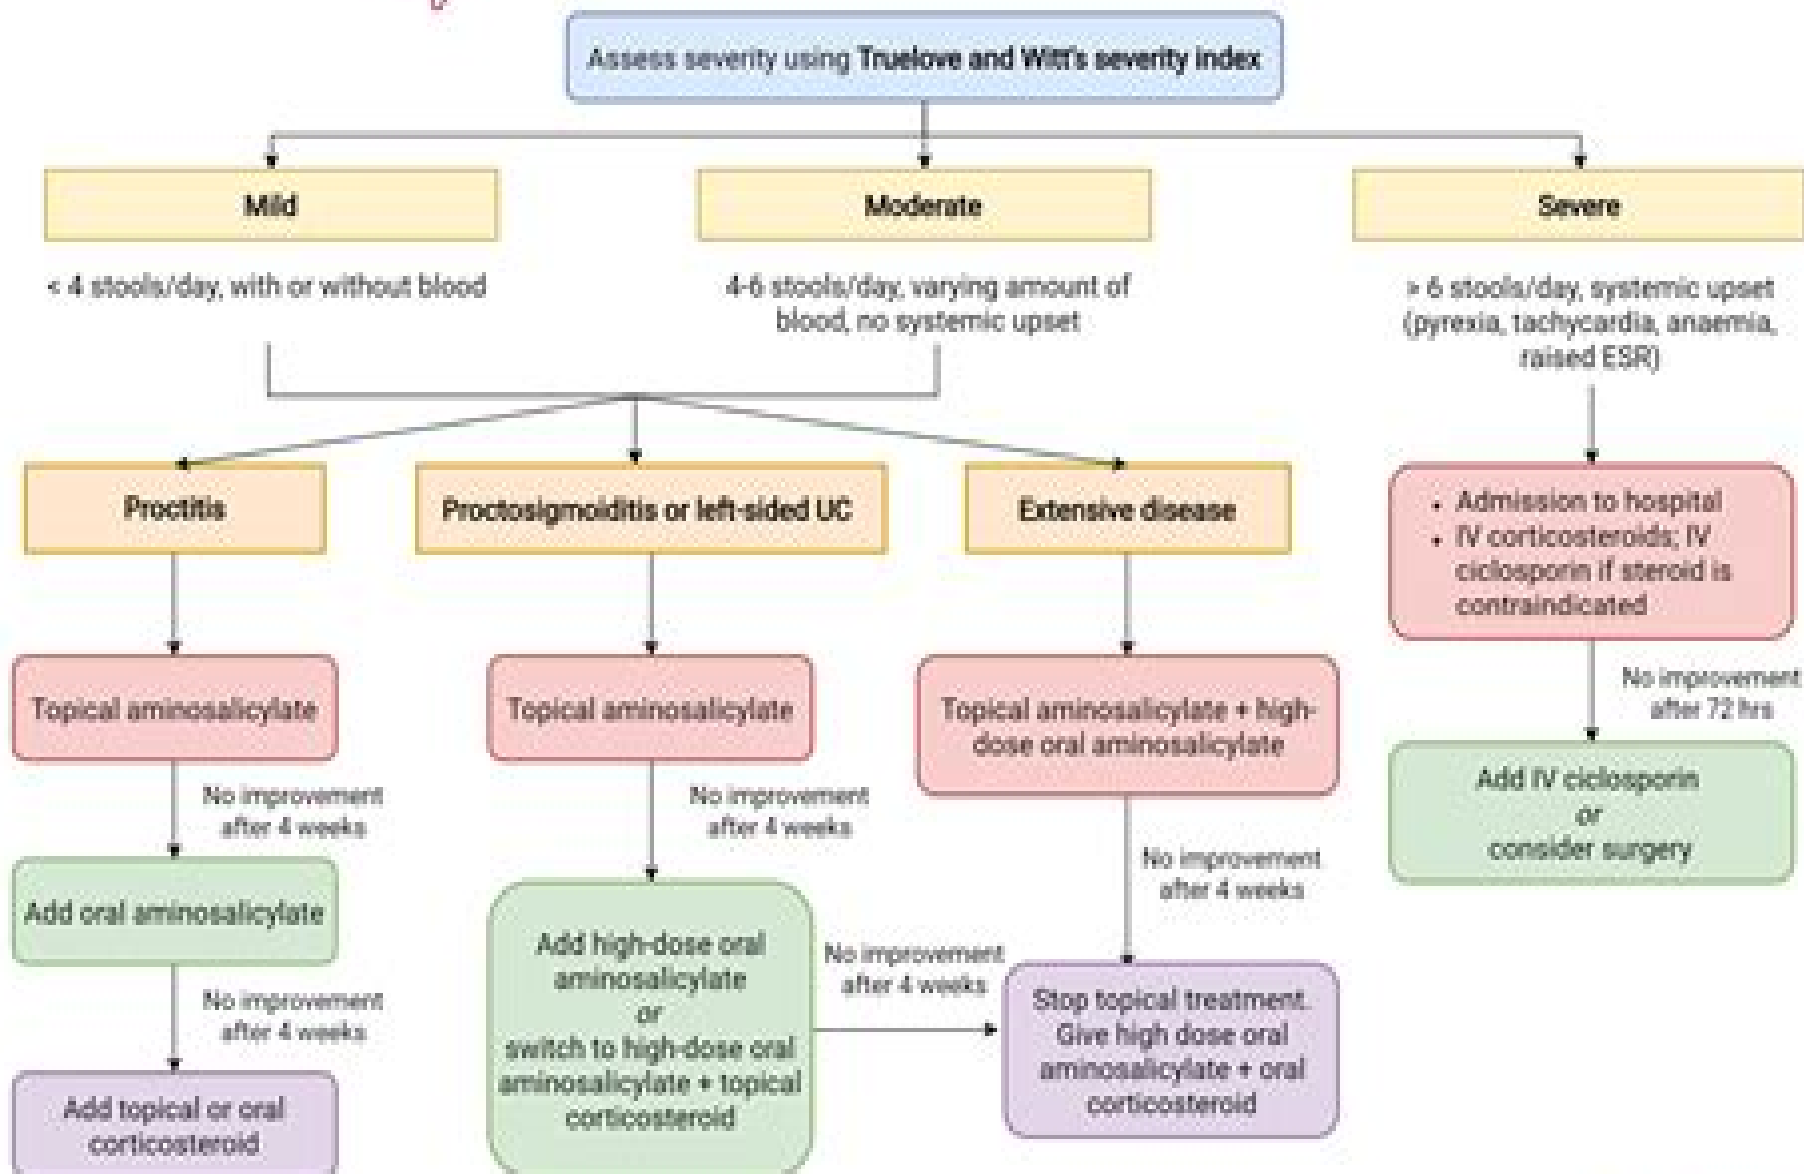 Assess severity using Truelove and Witt's severity index
Mild
Moderate
Severe
< 4 stools/day, with or without blood
4-6 stools/day, varying amount of
blood, no systemic upset
> 6 stools/day, systemic upset
(pyrexia, tachycardia, anaemia,
raised ESR)
Proctitis
Proctosigmoiditis or left-sided UC
Extensive disease
• Admission to hospital
• IV corticosteroids; IV
ciclosporin if steroid is
contraindicated
Topical aminosalicylate
Topical aminosalicylate
Topical aminosalicylate + high-
dose oral aminosalicylate
No improvement
after 72 hrs
No improvement
after 4 weeks
No improvement
after 4 weeks
No improvement
after 4 weeks
Add IV ciclosporin
or
consider surgery
Add oral aminosalicylate
Add high-dose oral
aminosalicylate
or
switch to high-dose oral
aminosalicylate + topical
corticosteroid
No improvement
after 4 weeks
No improvement
after 4 weeks
Stop topical treatment.
Give high dose oral
aminosalicylate + oral
corticosteroid
Add topical or oral
corticosteroid